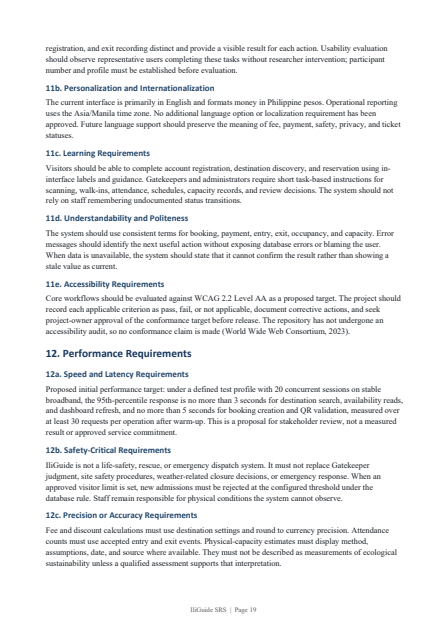 registration, and exit recording distinct and provide a visible result for each action. Usability evaluation
should observe representative users completing these tasks without researcher intervention; participant
number and profile must be established before evaluation.
11b. Personalization and Internationalization
The current interface is primarily in English and formats money in Philippine pesos. Operational reporting
uses the Asia/Manila time zone. No additional language option or localization requirement has been
approved. Future language support should preserve the meaning of fee, payment, safety, privacy, and ticket
statuses.
11c. Learning Requirements
Visitors should be able to complete account registration, destination discovery, and reservation using in-
interface labels and guidance. Gatekeepers and administrators require short task-based instructions for
scanning, walk-ins, attendance, schedules, capacity records, and review decisions. The system should not
rely on staff remembering undocumented status transitions.
11d. Understandability and Politeness
The system should use consistent terms for booking, payment, entry, exit, occupancy, and capacity. Error
messages should identify the next useful action without exposing database errors or blaming the user.
When data is unavailable, the system should state that it cannot confirm the result rather than showing a
stale value as current.
11e. Accessibility Requirements
Core workflows should be evaluated against WCAG 2.2 Level AA as a proposed target. The project should
record each applicable criterion as pass, fail, or not applicable, document corrective actions, and seek
project-owner approval of the conformance target before release. The repository has not undergone an
accessibility audit, so no conformance claim is made (World Wide Web Consortium, 2023).
12. Performance Requirements
12a. Speed and Latency Requirements
Proposed initial performance target: under a defined test profile with 20 concurrent sessions on stable
broadband, the 95th-percentile response is no more than 3 seconds for destination search, availability reads,
and dashboard refresh, and no more than 5 seconds for booking creation and QR validation, measured over
at least 30 requests per operation after warm-up. This is a proposal for stakeholder review, not a measured
result or approved service commitment.
12b. Safety-Critical Requirements
IliGuide is not a life-safety, rescue, or emergency dispatch system. It must not replace Gatekeeper
judgment, site safety procedures, weather-related closure decisions, or emergency response. When an
approved visitor limit is set, new admissions must be rejected at the configured threshold under the
database rule. Staff remain responsible for physical conditions the system cannot observe.
12c. Precision or Accuracy Requirements
Fee and discount calculations must use destination settings and round to currency precision. Attendance
counts must use accepted entry and exit events. Physical-capacity estimates must display method,
assumptions, date, and source where available. They must not be described as measurements of ecological
sustainability unless a qualified assessment supports that interpretation.
IliGuide SRS | Page 19